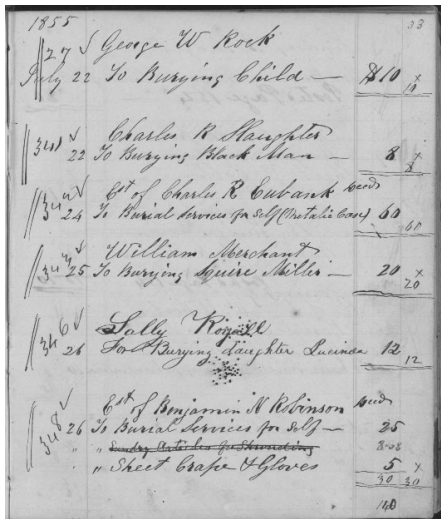 1855 33
27 George W Rock
July 22 To Burying Child — $10 x
10
341 Charles R Slaughter
22 To Burying Black Man — 8 x
8
342 Est of Charles R Eubank Decd
24 To Burial Services for Self (Metalic Case) 60
60
343 William Merchant
25 To Burying Squire Miller — 20 x
20
346 Sally Royall
26 For Burying daughter Lucinda 12
12
348 Est of Benjamin N Robinson Decd
26 To Burial Services for Self — 25
" Sundry Articles for Shrouding
" Sheet Crape & Gloves 5 x
30 30
140